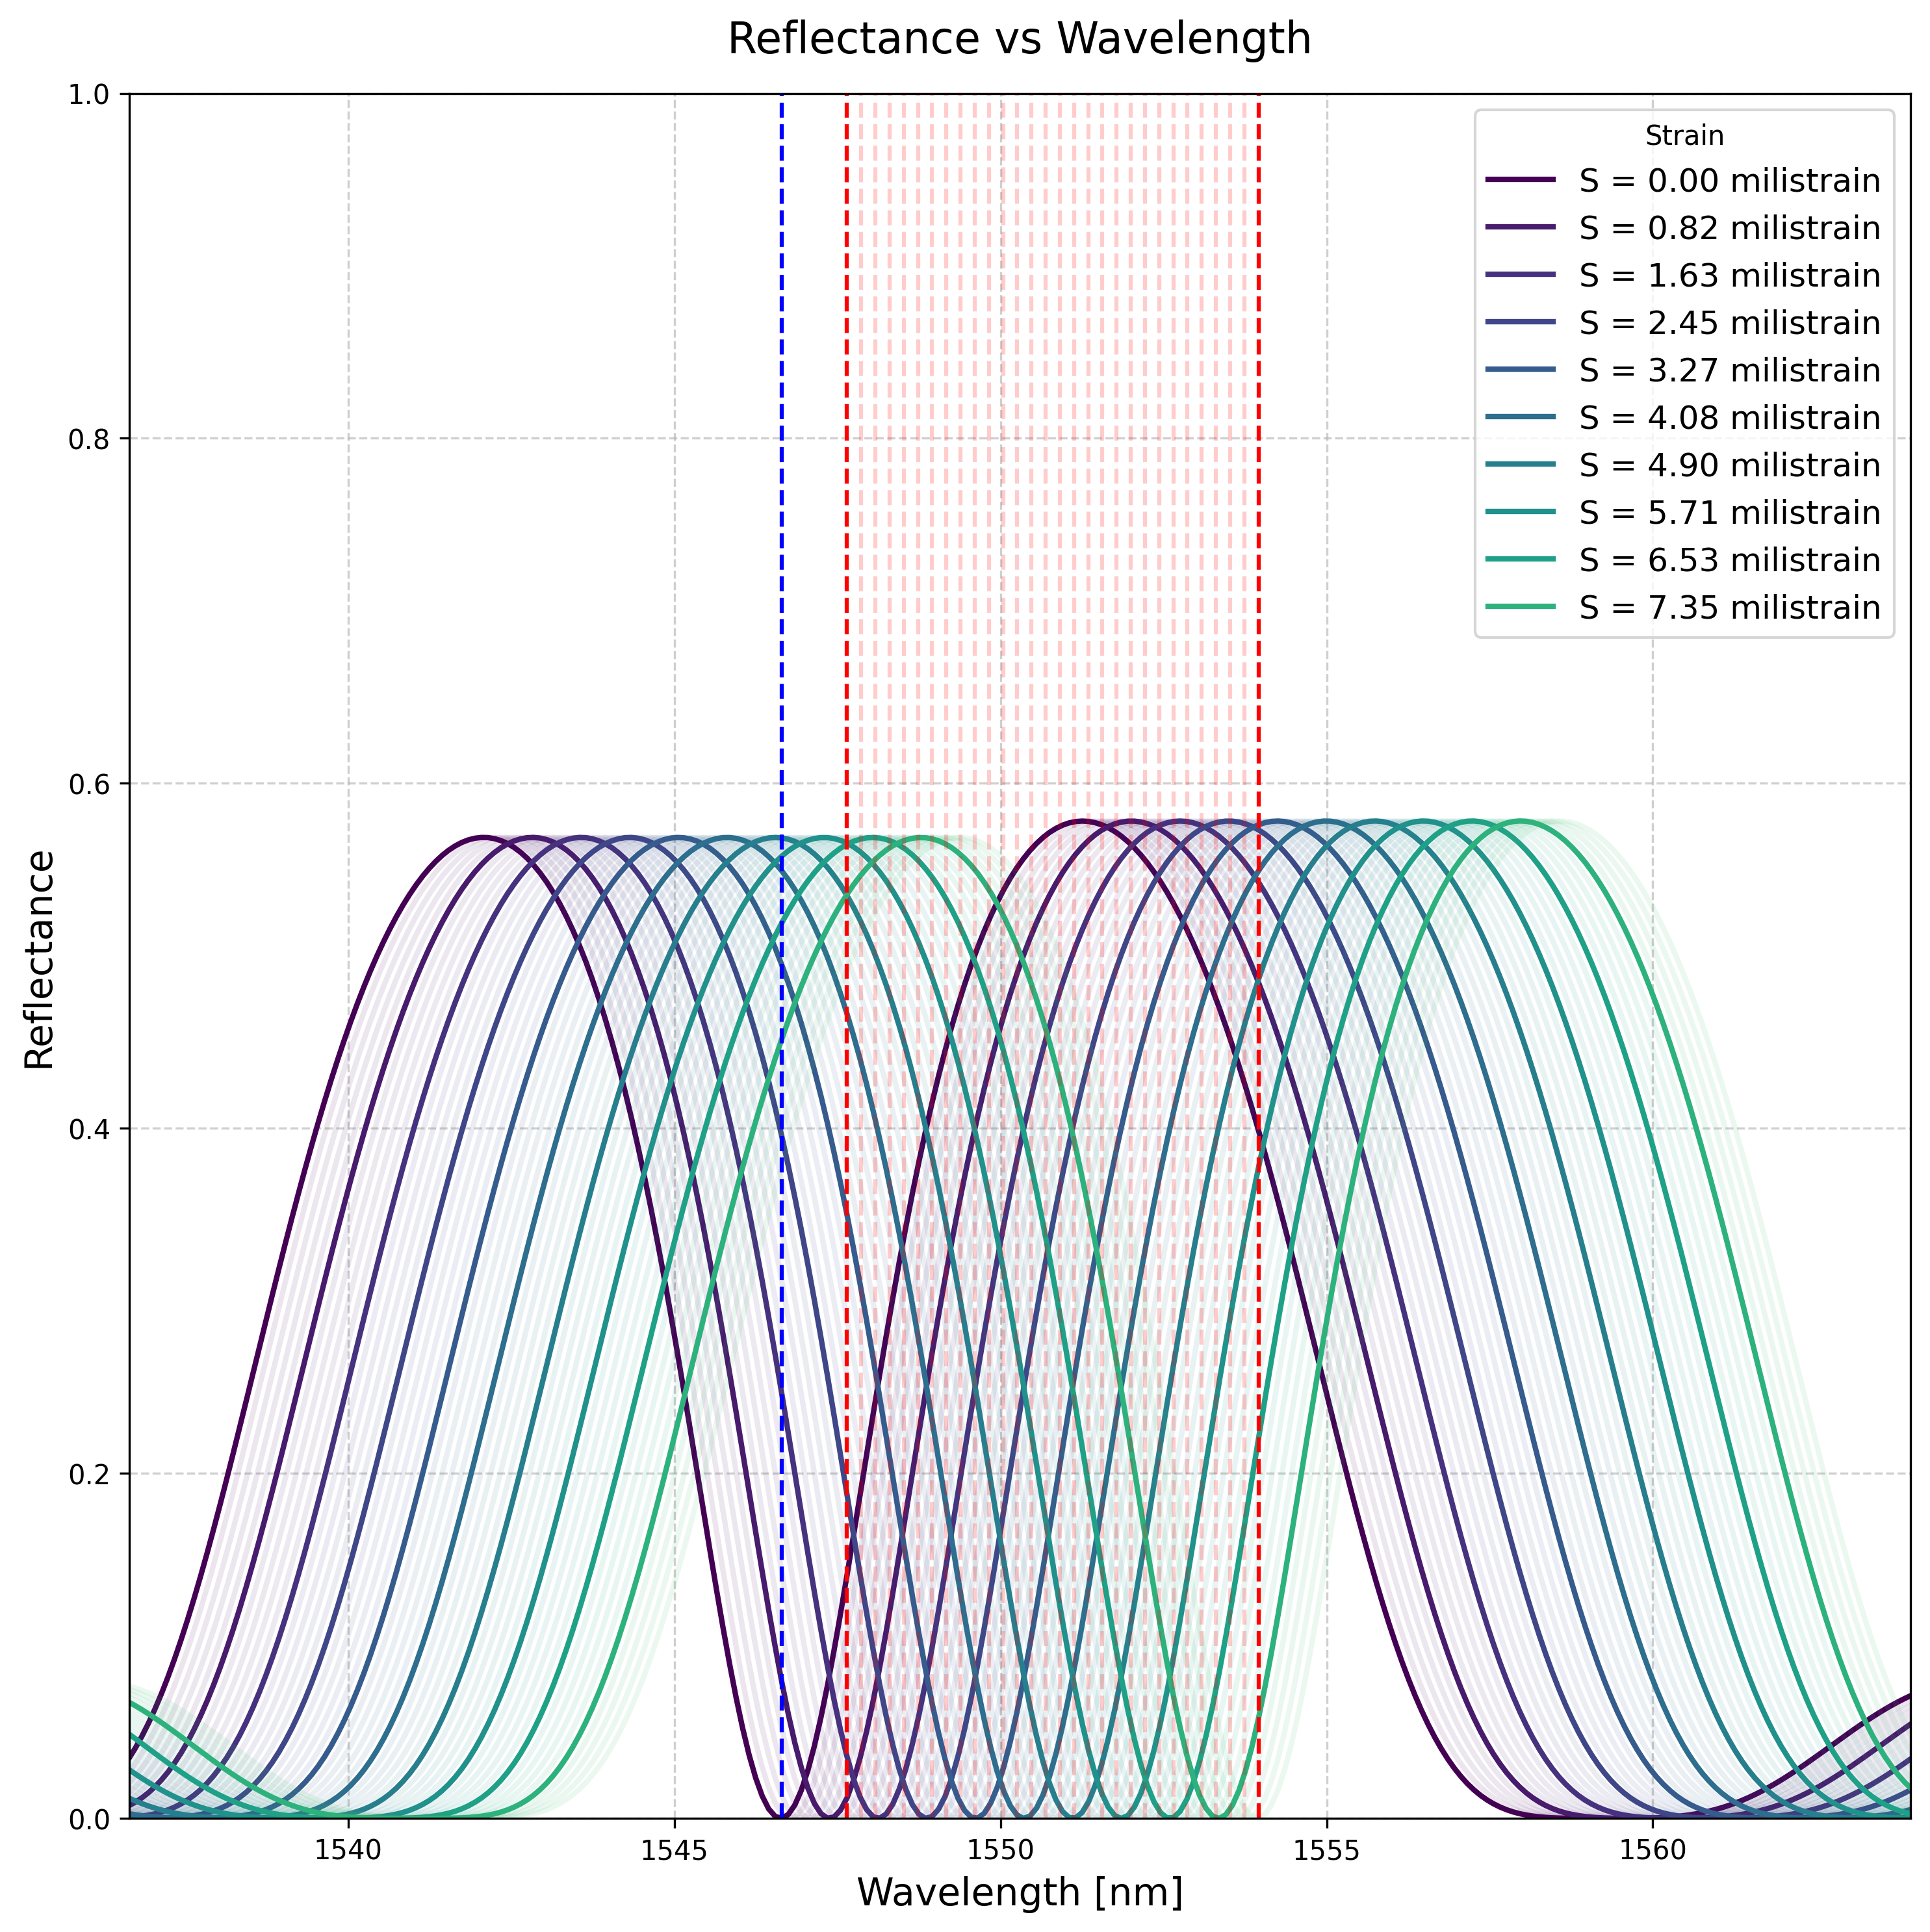 Reflectance vs Wavelength
1.0
0.8
0.6
0.4
0.2
0.0
Reflectance
Strain
S = 0.00 milistrain
S = 0.82 milistrain
S = 1.63 milistrain
S = 2.45 milistrain
S = 3.27 milistrain
S = 4.08 milistrain
S = 4.90 milistrain
S = 5.71 milistrain
S = 6.53 milistrain
S = 7.35 milistrain
1540 1545 1550 1555 1560
Wavelength [nm]